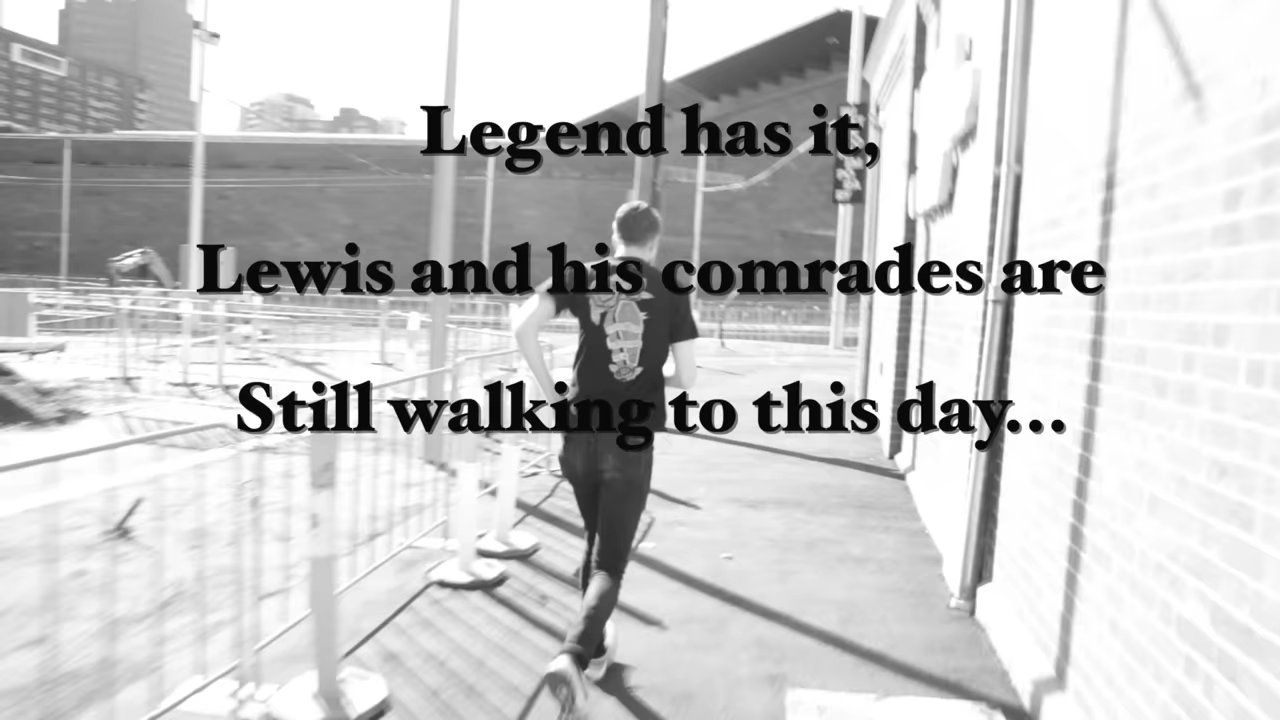 Legend has it,
Lewis and his comrades are
Still walking to this day...